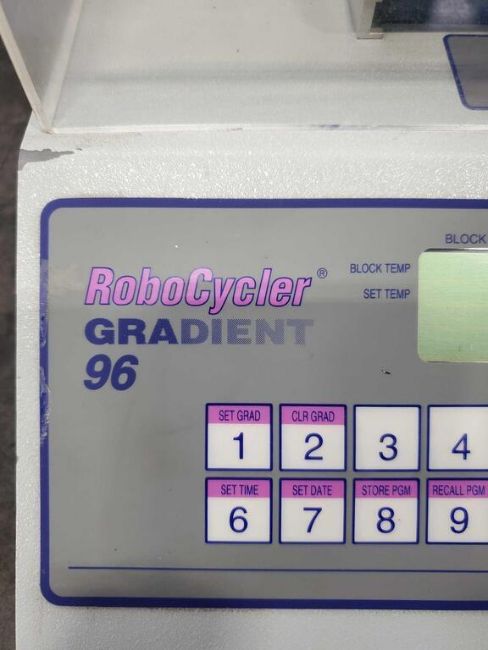 BLOCK
BLOCK TEMP
SET TEMP
RoboCycler®
GRADIENT
96
SET GRAD CLR GRAD
1 2 3 4
SET TIME SET DATE STORE PGM RECALL PGM
6 7 8 9